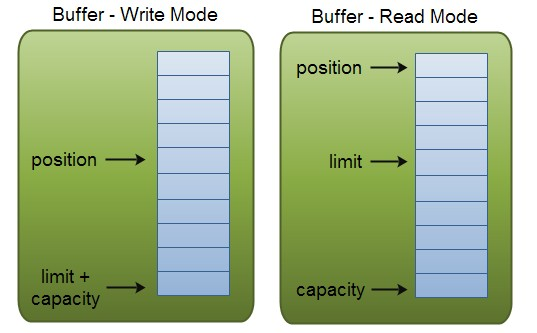 Buffer - Write Mode
position
limit +
capacity
Buffer - Read Mode
position
limit
capacity